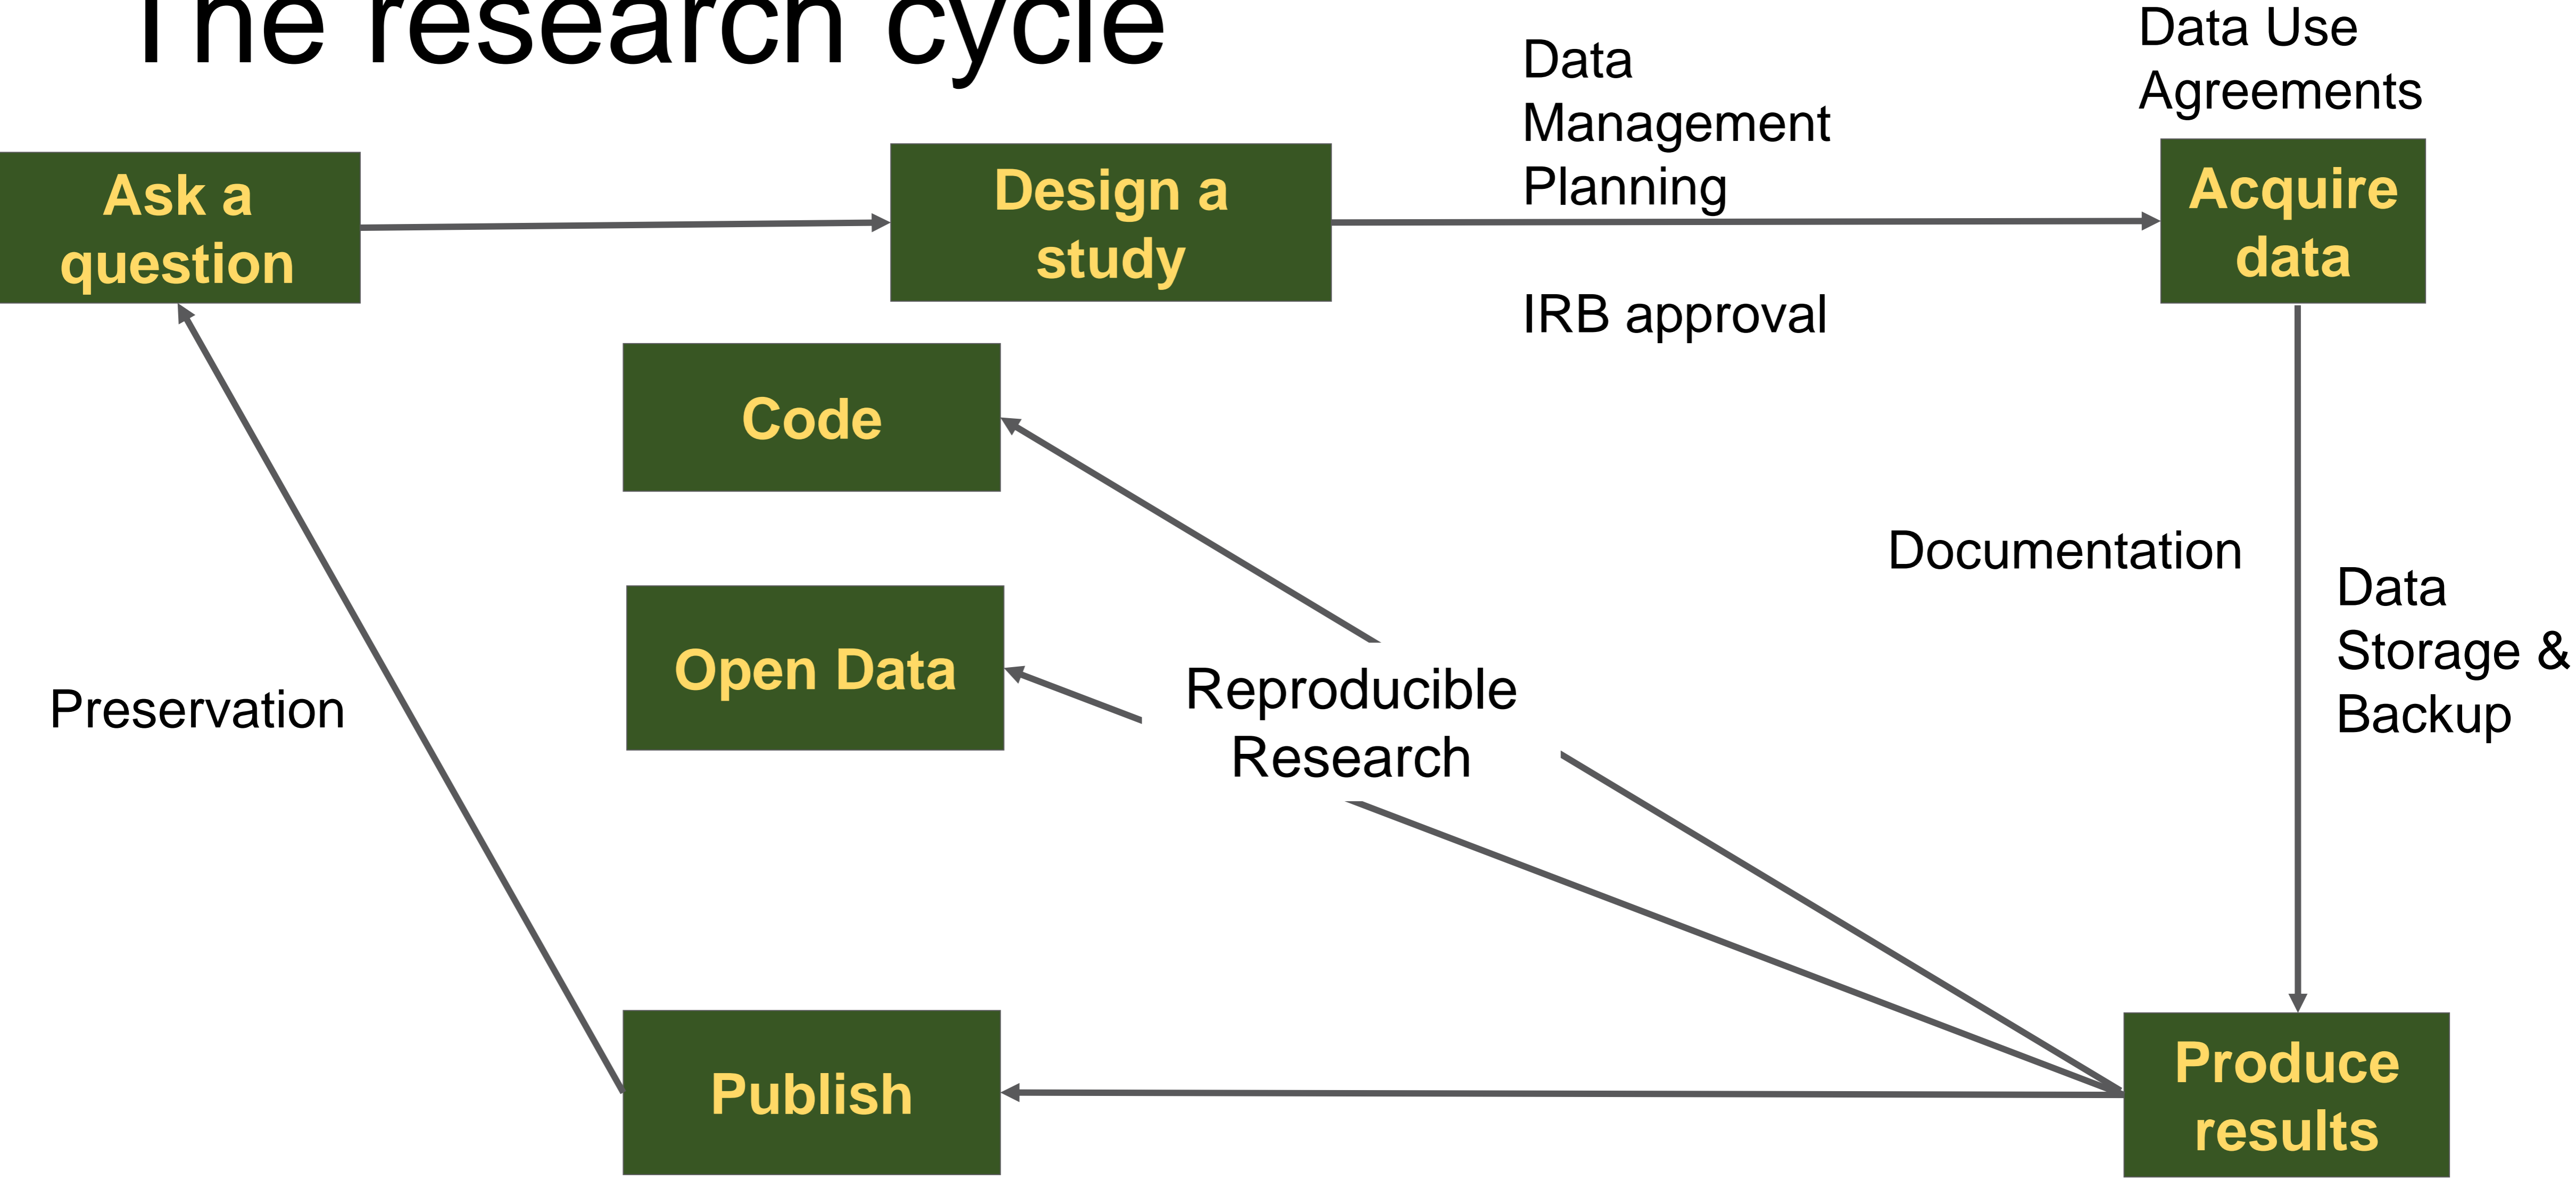 The research cycle
Data Use
Agreements
Data
Management
Planning
Ask a
question
Design a
study
Acquire
data
IRB approval
Code
Documentation
Data
Storage &
Backup
Open Data
Reproducible
Research
Preservation
Publish
Produce
results